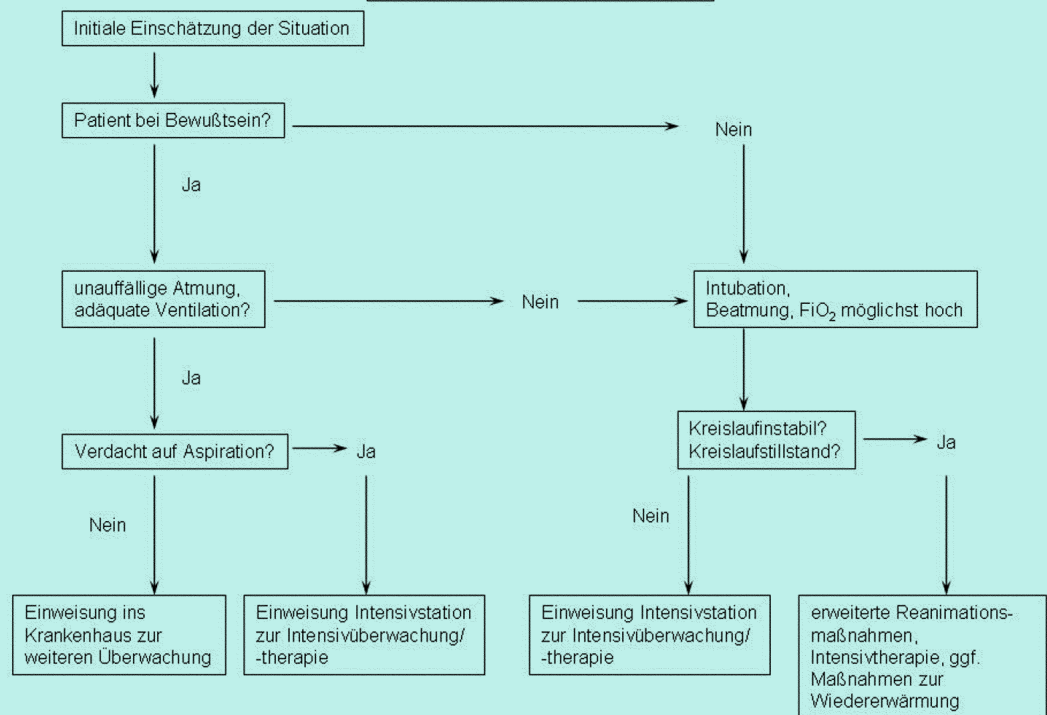 Initiale Einschätzung der Situation
Patient bei Bewußtsein?
Nein
Ja
unauffällige Atmung,
adäquate Ventilation?
Nein
Intubation,
Beatmung, FiO₂ möglichst hoch
Ja
Verdacht auf Aspiration?
Ja
Kreislaufinstabil?
Kreislaufstillstand?
Ja
Nein
Nein
Einweisung ins
Krankenhaus zur
weiteren Überwachung
Einweisung Intensivstation
zur Intensivüberwachung/
-therapie
Einweisung Intensivstation
zur Intensivüberwachung/
-therapie
erweiterte Reanimations-
maßnahmen,
Intensivtherapie, ggf.
Maßnahmen zur
Wiedererwärmung